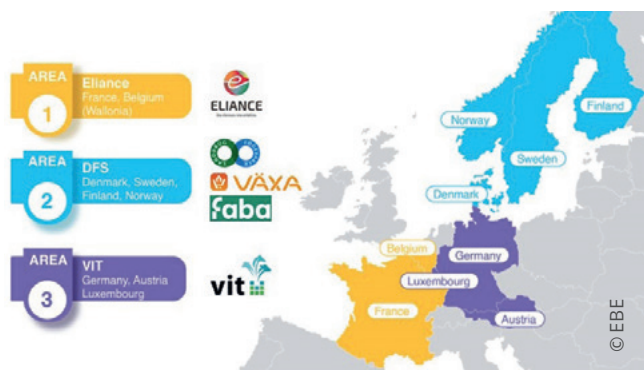 AREA
1
Eliance
France, Belgium
(Wallonia)
ELIANCE
AREA
2
DFS
Denmark, Sweden,
Finland, Norway
VÄXA
faba
AREA
3
VIT
Germany, Austria
Luxembourg
vit
Norway
Finland
Sweden
Denmark
Belgium
Germany
Luxembourg
France
Austria
© EBE